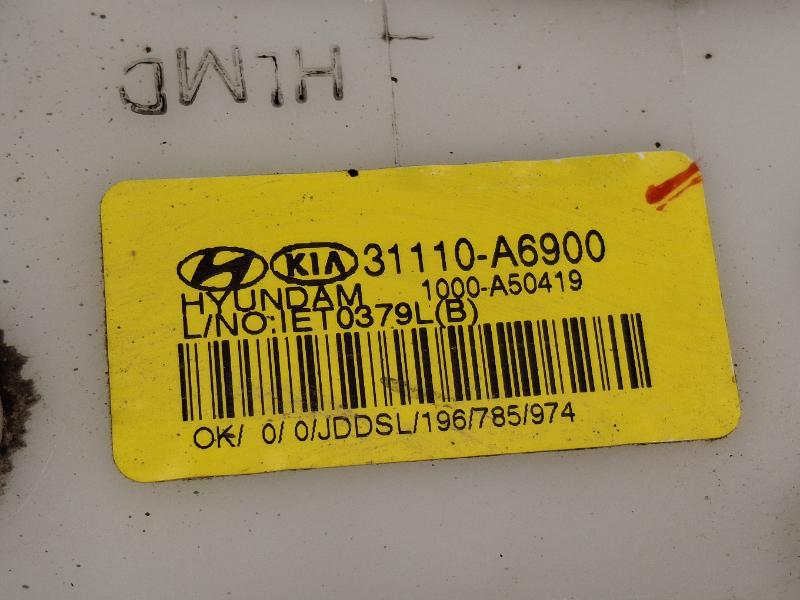 HLMC
KIA 31110-A6900
HYUNDAM 1000-A50419
L/NO:IET0379L(B)
OK/ 0/ 0/JDDSL/196/785/974